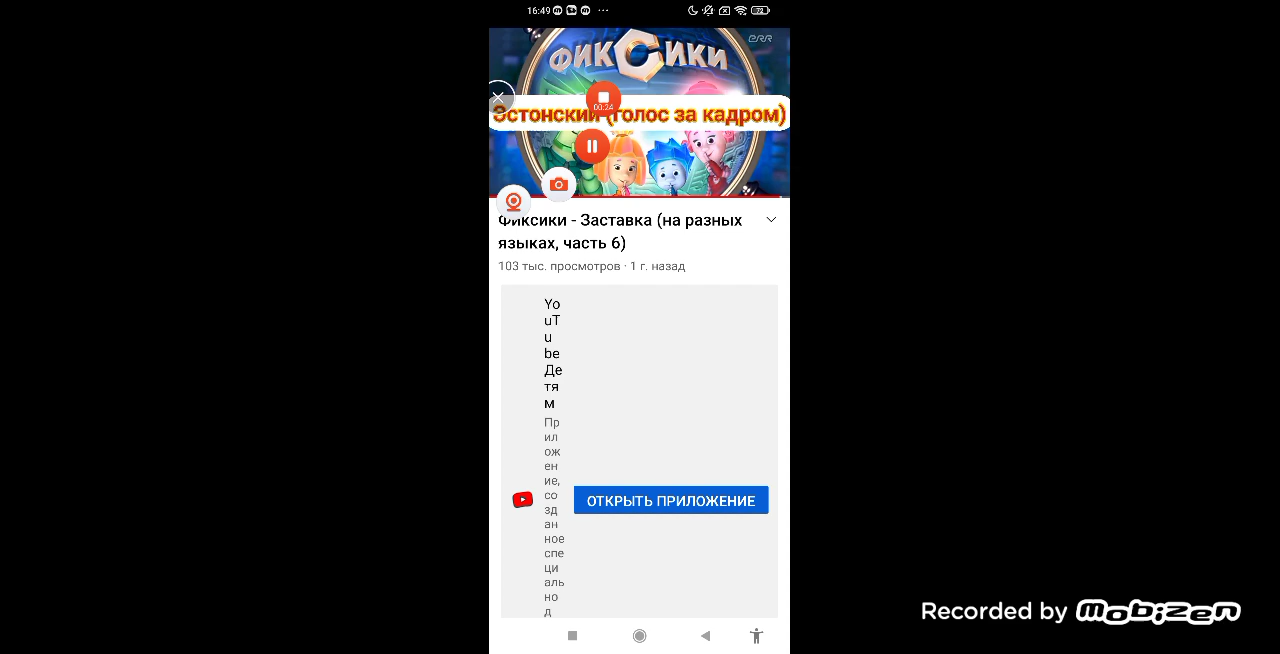 16:49
72
ФИКСИКИ
err
00:24
Эстонский (голос за кадром)
Фиксики - Заставка (на разных
языках, часть 6)
103 тыс. просмотров · 1 г. назад
Yo
uT
u
be
Де
тя
м
Пр
ил
ож
ен
ие,
со
зд
ан
ное
спе
ци
аль
но
д
ОТКРЫТЬ ПРИЛОЖЕНИЕ
Recorded by mobizen